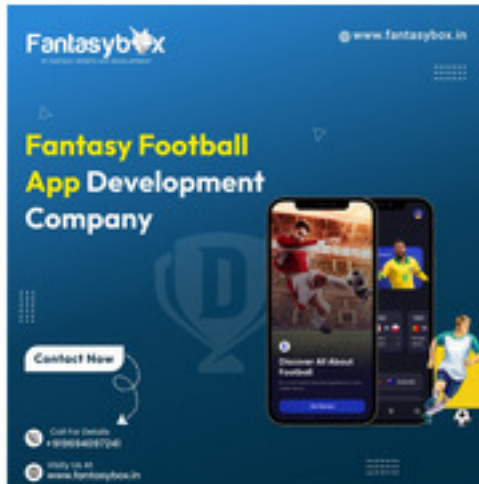 Fantasybox
www.fantasybox.in
Fantasy Football
App Development
Company
D
Discover All About
Football
Contact Now
Call For Details
Visity Us At
www.fantasybox.in